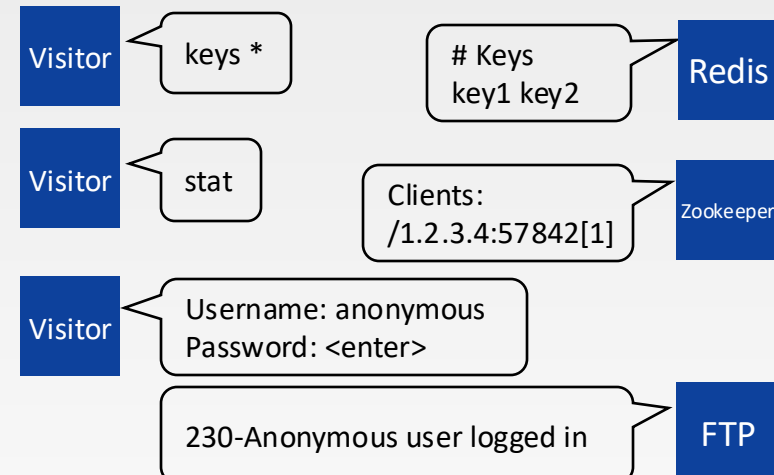 Visitor
keys *
# Keys
key1 key2
Redis
Visitor
stat
Clients:
/1.2.3.4:57842[1]
Zookeeper
Visitor
Username: anonymous
Password: <enter>
230-Anonymous user logged in
FTP